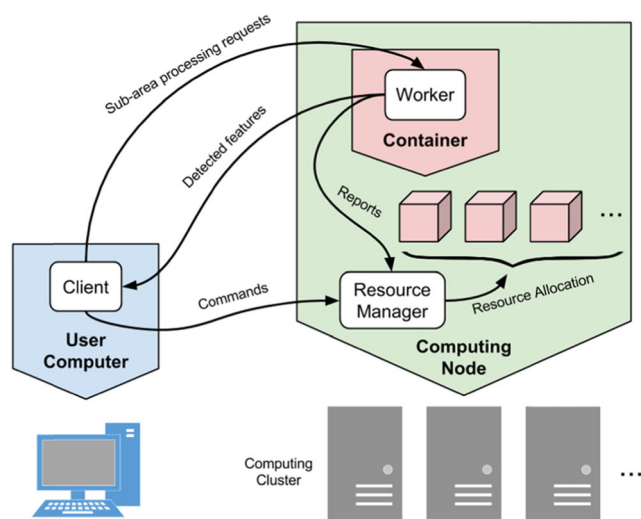 Sub-area processing requests
Worker
Container
Detected features
Reports
...
Client
Commands
Resource
Manager
Resource Allocation
User
Computer
Computing
Node
Computing
Cluster
...